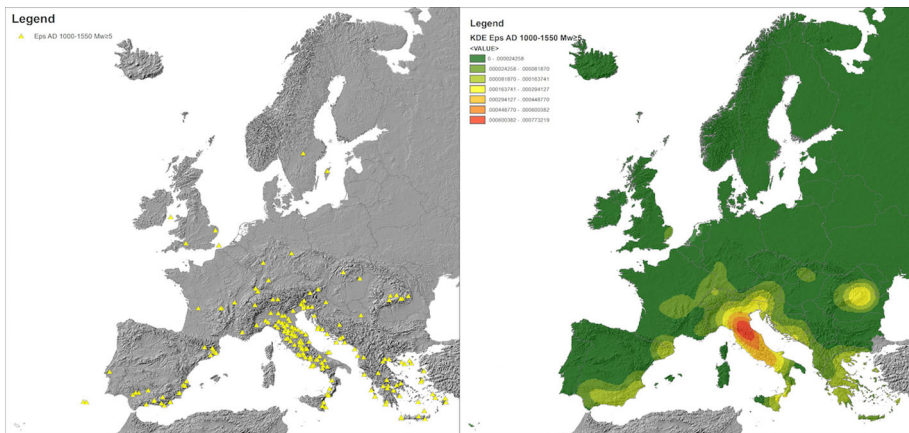 Legend
Eps AD 1000-1550 Mw≥5
Legend
KDE Eps AD 1000-1550 Mw≥5
<VALUE>
0 - .000024258
.000024258 - .000081870
.000081870 - .000163741
.000163741 - .000294127
.000294127 - .000448770
.000448770 - .000600382
.000600382 - .000773219